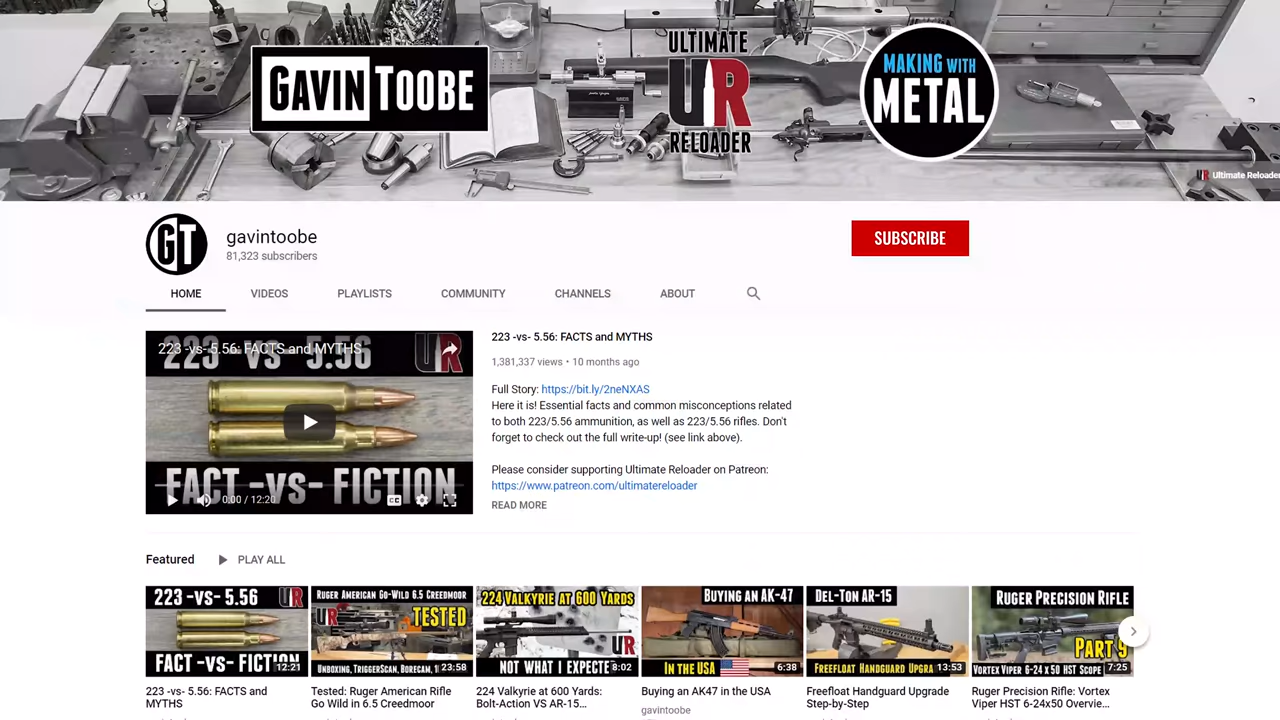 GAVIN TOOBE
ULTIMATE
UR
RELOADER
MAKING WITH
METAL
UR Ultimate Reloader
GT
gavintoobe
81,323 subscribers
SUBSCRIBE
HOME VIDEOS PLAYLISTS COMMUNITY CHANNELS ABOUT
223 -vs- 5.56: FACTS and MYTHS
223 -vs- 5.56
UR
FACT -vs- FICTION
0:00 / 12:20
CC
223 -vs- 5.56: FACTS and MYTHS
1,381,337 views • 10 months ago
Full Story: https://bit.ly/2neNXAS
Here it is! Essential facts and common misconceptions related
to both 223/5.56 ammunition, as well as 223/5.56 rifles. Don't
forget to check out the full write-up! (see link above).
Please consider supporting Ultimate Reloader on Patreon:
https://www.patreon.com/ultimatereloader
READ MORE
Featured PLAY ALL
223 -vs- 5.56 UR
FACT -vs- FICTION
12:21
RUGER AMERICAN GO-WILD 6.5 CREEDMOOR
UR TESTED
UNBOXING, TRIGGERSCAN, BORECAM,
23:58
224 VALKYRIE AT 600 YARDS
UR
NOT WHAT I EXPECTE
8:02
BUYING AN AK-47
IN THE USA
6:38
DEL-TON AR-15
FREEFLOAT HANDGUARD UPGRA
13:53
RUGER PRECISION RIFLE
PART 9
VORTEX VIPER 6-24 X 50 HST SCOPE
7:25
223 -vs- 5.56: FACTS and
MYTHS
Tested: Ruger American Rifle
Go Wild in 6.5 Creedmoor
224 Valkyrie at 600 Yards:
Bolt-Action VS AR-15...
Buying an AK47 in the USA
gavintoobe
Freefloat Handguard Upgrade
Step-by-Step
Ruger Precision Rifle: Vortex
Viper HST 6-24x50 Overvie...